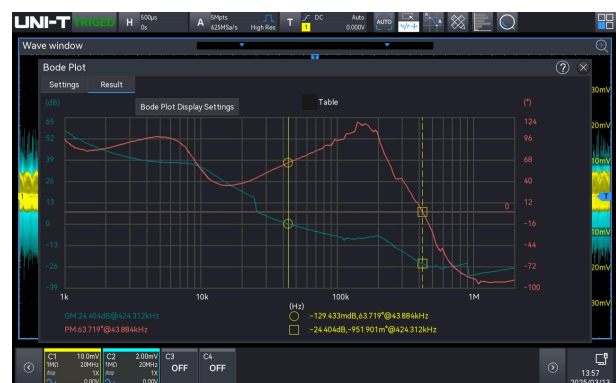 UNI-T TRIGED H 500μs 0s A 5Mpts 625MSa/s High Res T DC 1 Auto 0.000V AUTO
Wave window
Bode Plot
Settings Result
Bode Plot Display Settings
Table
(dB) (°)
65 124
52 96
39 68
26 40
13 12
0
0 -16
-13 -44
-26 -72
-39 -100
1k 10k 100k 1M
(Hz)
GM:24.404dB@424.312kHz
PM:63.719°@43.884kHz
-129.433mdB,63.719°@43.884kHz
-24.404dB,-951.901m°@424.312kHz
30mV
20mV
10mV
10mV
20mV
30mV
1 T
C1 10.0mV
1MΩ 20MHz
1X
0.00V
C2 2.00mV
1MΩ 20MHz
1X
0.00V
C3 OFF
C4 OFF
13:57
2025/03/13